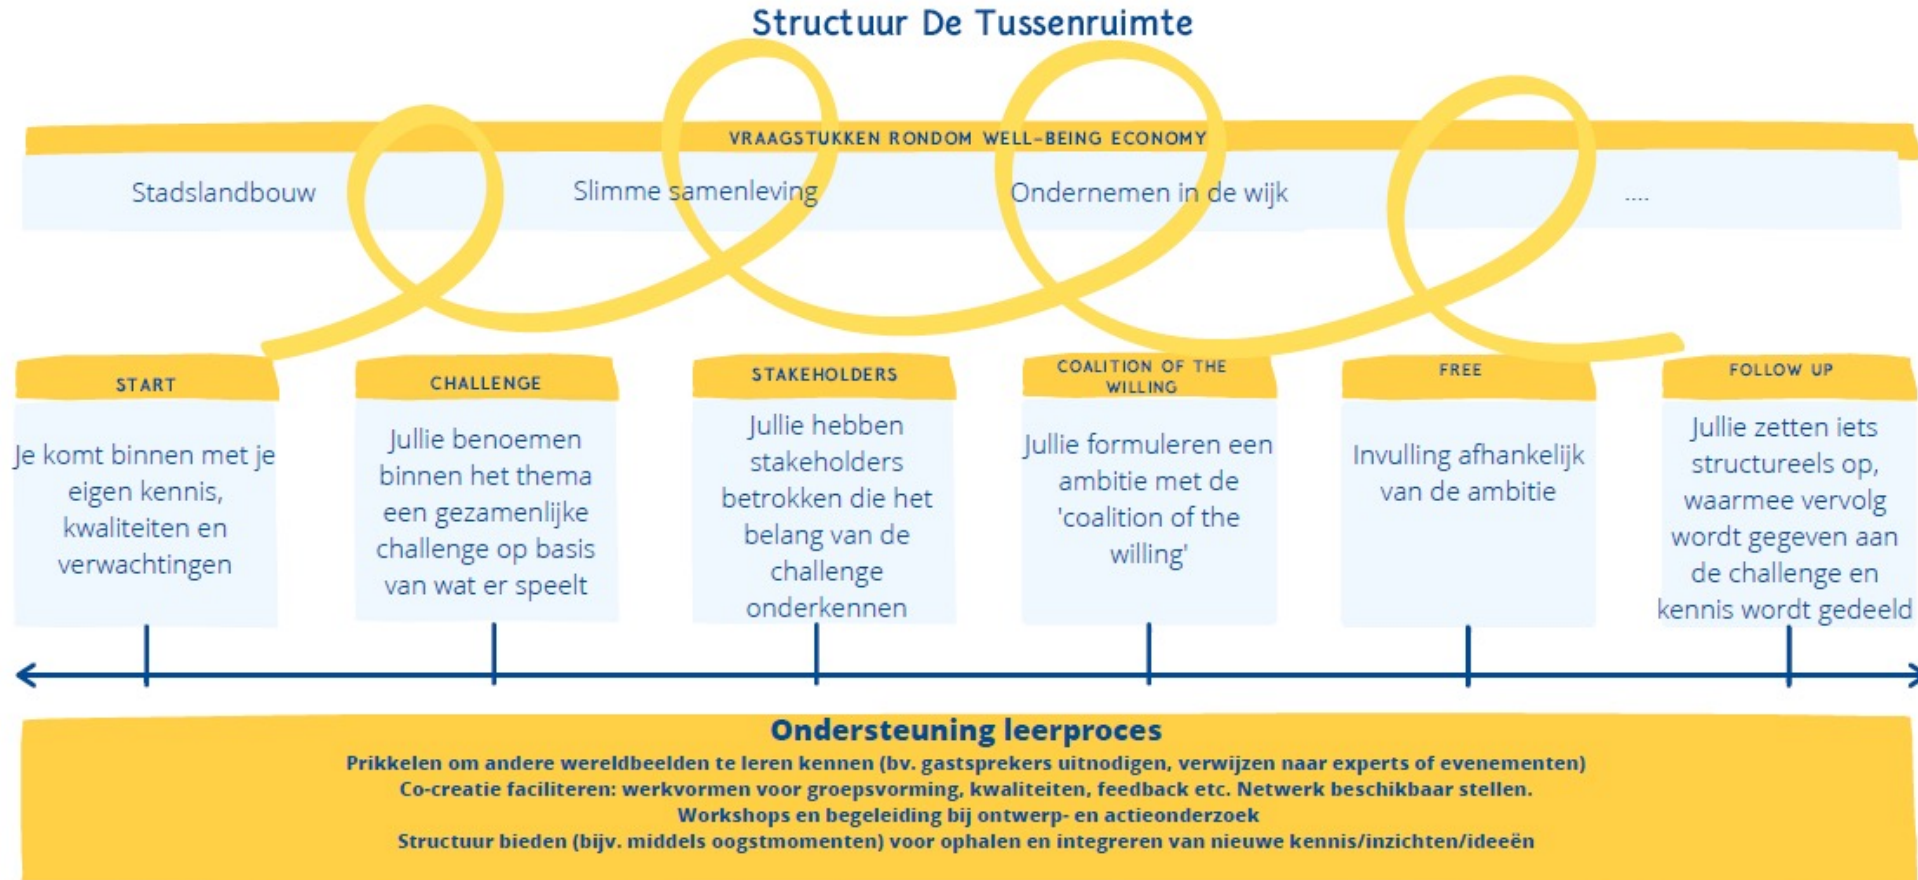 Structuur De Tussenruimte
VRAAGSTUKKEN RONDOM WELL-BEING ECONOMY
Stadslandbouw
Slimme samenleving
Ondernemen in de wijk
....
START
Je komt binnen met je
eigen kennis,
kwaliteiten en
verwachtingen
CHALLENGE
Jullie benoemen
binnen het thema
een gezamenlijke
challenge op basis
van wat er speelt
STAKEHOLDERS
Jullie hebben
stakeholders
betrokken die het
belang van de
challenge
onderkennen
COALITION OF THE
WILLING
Jullie formuleren een
ambitie met de
'coalition of the
willing'
FREE
Invulling afhankelijk
van de ambitie
FOLLOW UP
Jullie zetten iets
structureels op,
waarmee vervolg
wordt gegeven aan
de challenge en
kennis wordt gedeeld
Ondersteuning leerproces
Prikkelen om andere wereldbeelden te leren kennen (bv. gastsprekers uitnodigen, verwijzen naar experts of evenementen)
Co-creatie faciliteren: werkvormen voor groepsvorming, kwaliteiten, feedback etc. Netwerk beschikbaar stellen.
Workshops en begeleiding bij ontwerp- en actieonderzoek
Structuur bieden (bijv. middels oogstmomenten) voor ophalen en integreren van nieuwe kennis/inzichten/ideeën